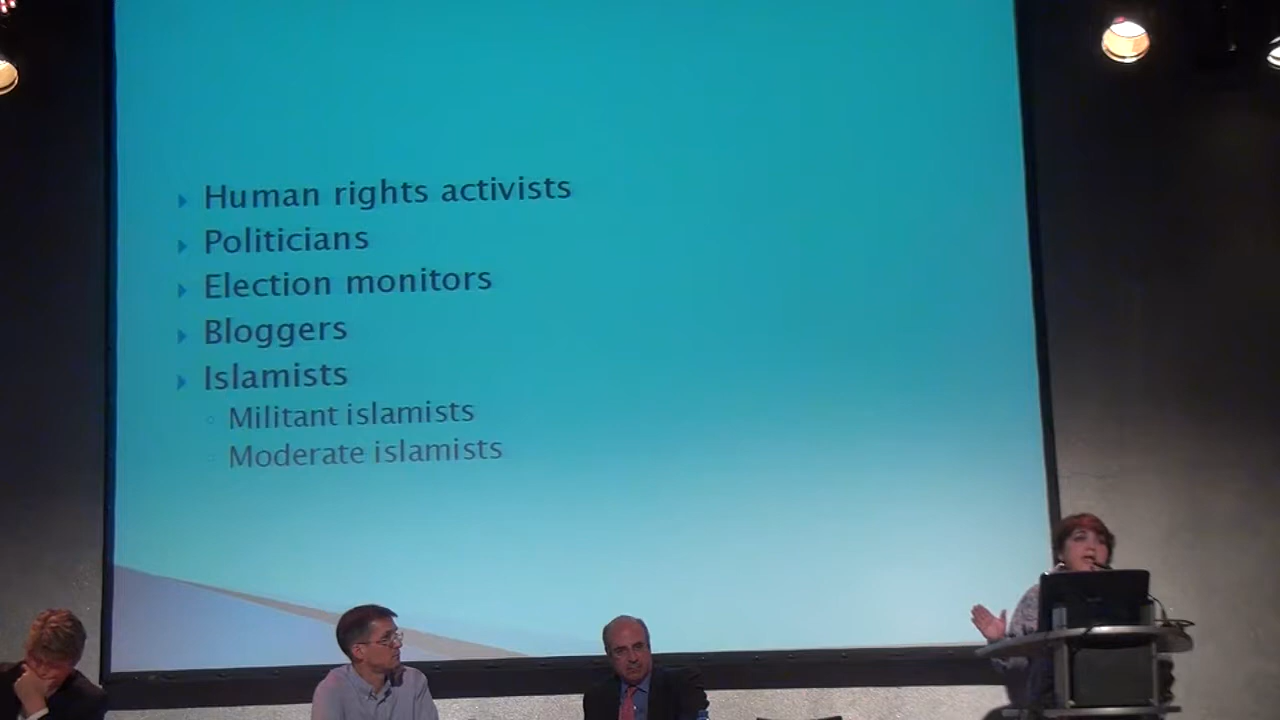 Human rights activists
Politicians
Election monitors
Bloggers
Islamists
Militant islamists
Moderate islamists